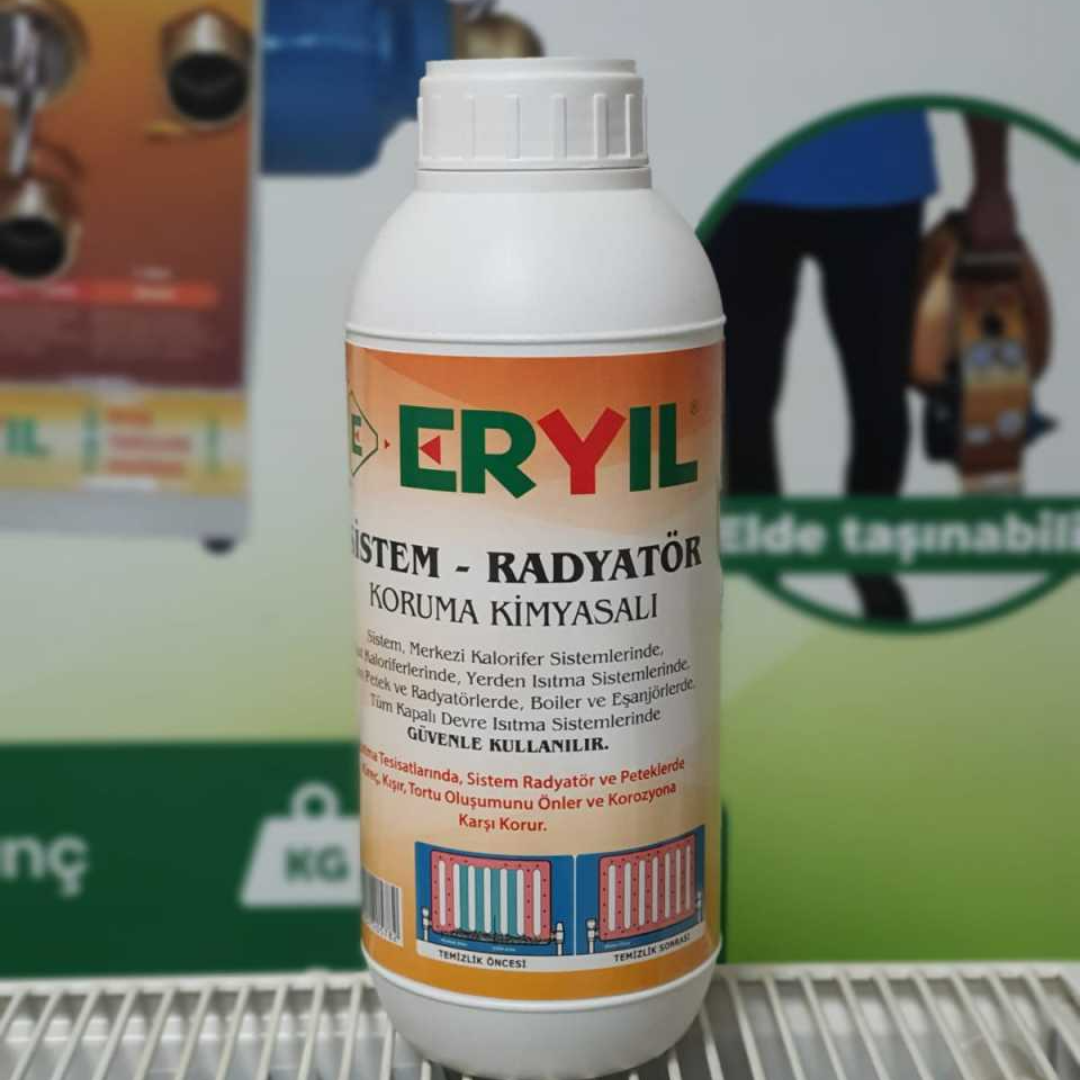 E
ERYIL®
SİSTEM - RADYATÖR
KORUMA KİMYASALI
Sistem, Merkezi Kalorifer Sistemlerinde,
Kaloriferlerinde, Yerden Isıtma Sistemlerinde,
Petek ve Radyatörlerde, Boiler ve Eşanjörlerde,
Tüm Kapalı Devre Isıtma Sistemlerinde
GÜVENLE KULLANILIR.
Tesisatlarında, Sistem Radyatör ve Peteklerde
Kireç, Kışır, Tortu Oluşumunu Önler ve Korozyona
Karşı Korur.
TEMİZLİK ÖNCESİ
TEMİZLİK SONRASI
Elde taşınabili
IL
nç
KG